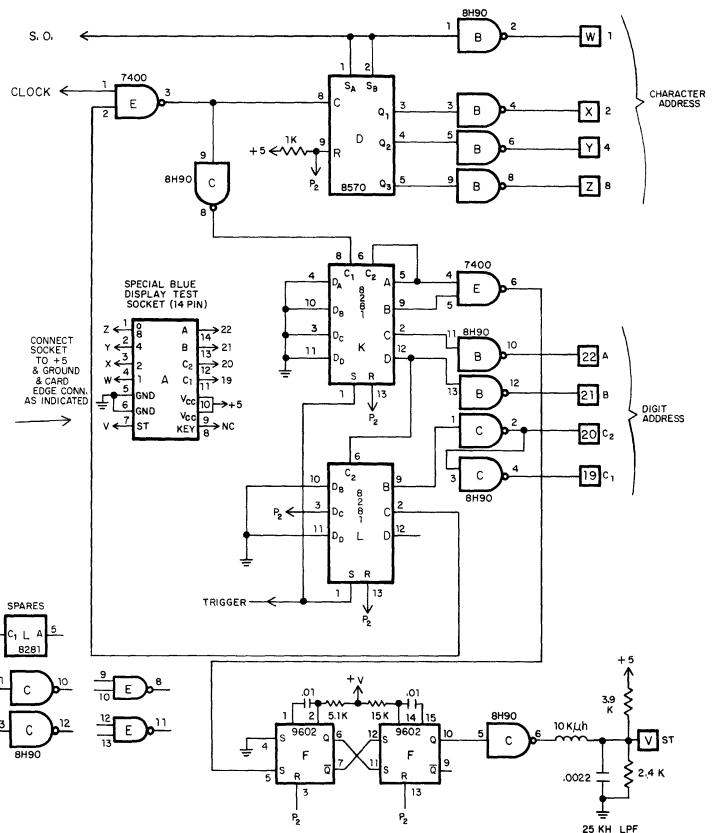 8H90
S. O. 1 B 2 W 1
7400
1 2
CLOCK 1 E 3 8 C SA SB
2
Q1 3 3 B 4 X 2
CHARACTER
ADDRESS
1K
+5 9 R D Q2 4 5 B 6 Y 4
P2
8570 Q3 5 9 B 8 Z 8
9
8H90 C
8
8 6 7400
C1 C2
4 DA A 5 4 E 6
10 DB 8281 B 9 5
3 DC C 2 11 8H90 B 10 22 A
11 DD K D 12
S R
1 13
P2
13 B 12 21 B
DIGIT
ADDRESS
1 C 2 20 C2
3 C 4 19 C1
8H90
SPECIAL BLUE
DISPLAY TEST
SOCKET (14 PIN)
CONNECT
SOCKET
TO +5
& GROUND
& CARD
EDGE CONN.
AS INDICATED
Z 1 0 8 A 14 22
Y 2 4 B 13 21
X 3 2 C2 12 20
W 4 1 A C1 11 19
5 GND VCC 10 +5
6 GND VCC 9
V 7 ST KEY 8 NC
6
C2
10 DB 8281 B 9
P2 3 DC C 2
11 DD L D 12
S R
TRIGGER 1 13
P2
SPARES
C1 L A 5
8281
1 C 10
9 10 E 8
3 C 12
12 13 E 11
8H90
+V
.01 5.1K 15K .01
1 2 14 15
9602 9602
4 S Q 6 12 S Q 10
F F
5 S Q 7 11 S Q 9
R R
3 13
P2 P2
8H90
5 C 6
10 Kµh
+5
3.9
K
V ST
.0022
2.4 K
25 KH LPF